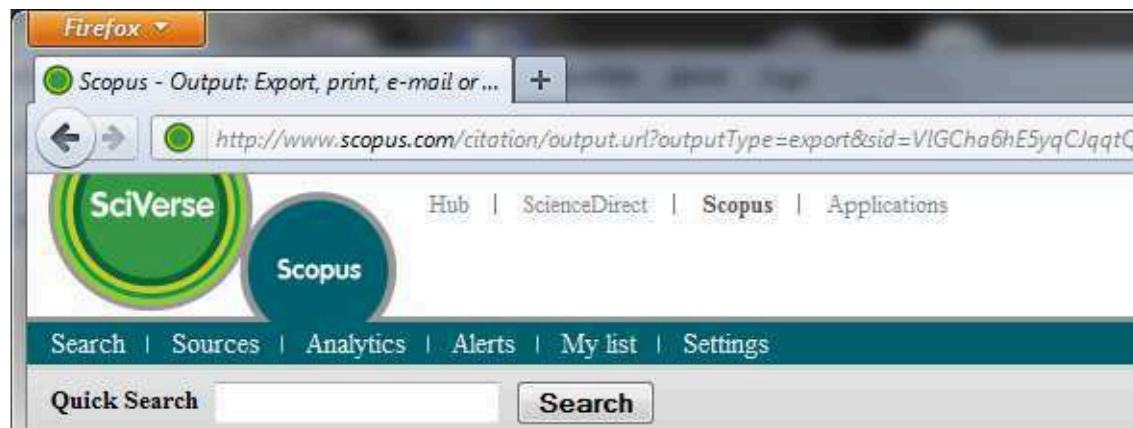 Firefox
Scopus - Output: Export, print, e-mail or ...
http://www.scopus.com/citation/output.url?outputType=export&sid=VIGCha6hE5yqCJqqtQ
SciVerse
Hub | ScienceDirect | Scopus | Applications
Scopus
Search | Sources | Analytics | Alerts | My list | Settings
Quick Search Search